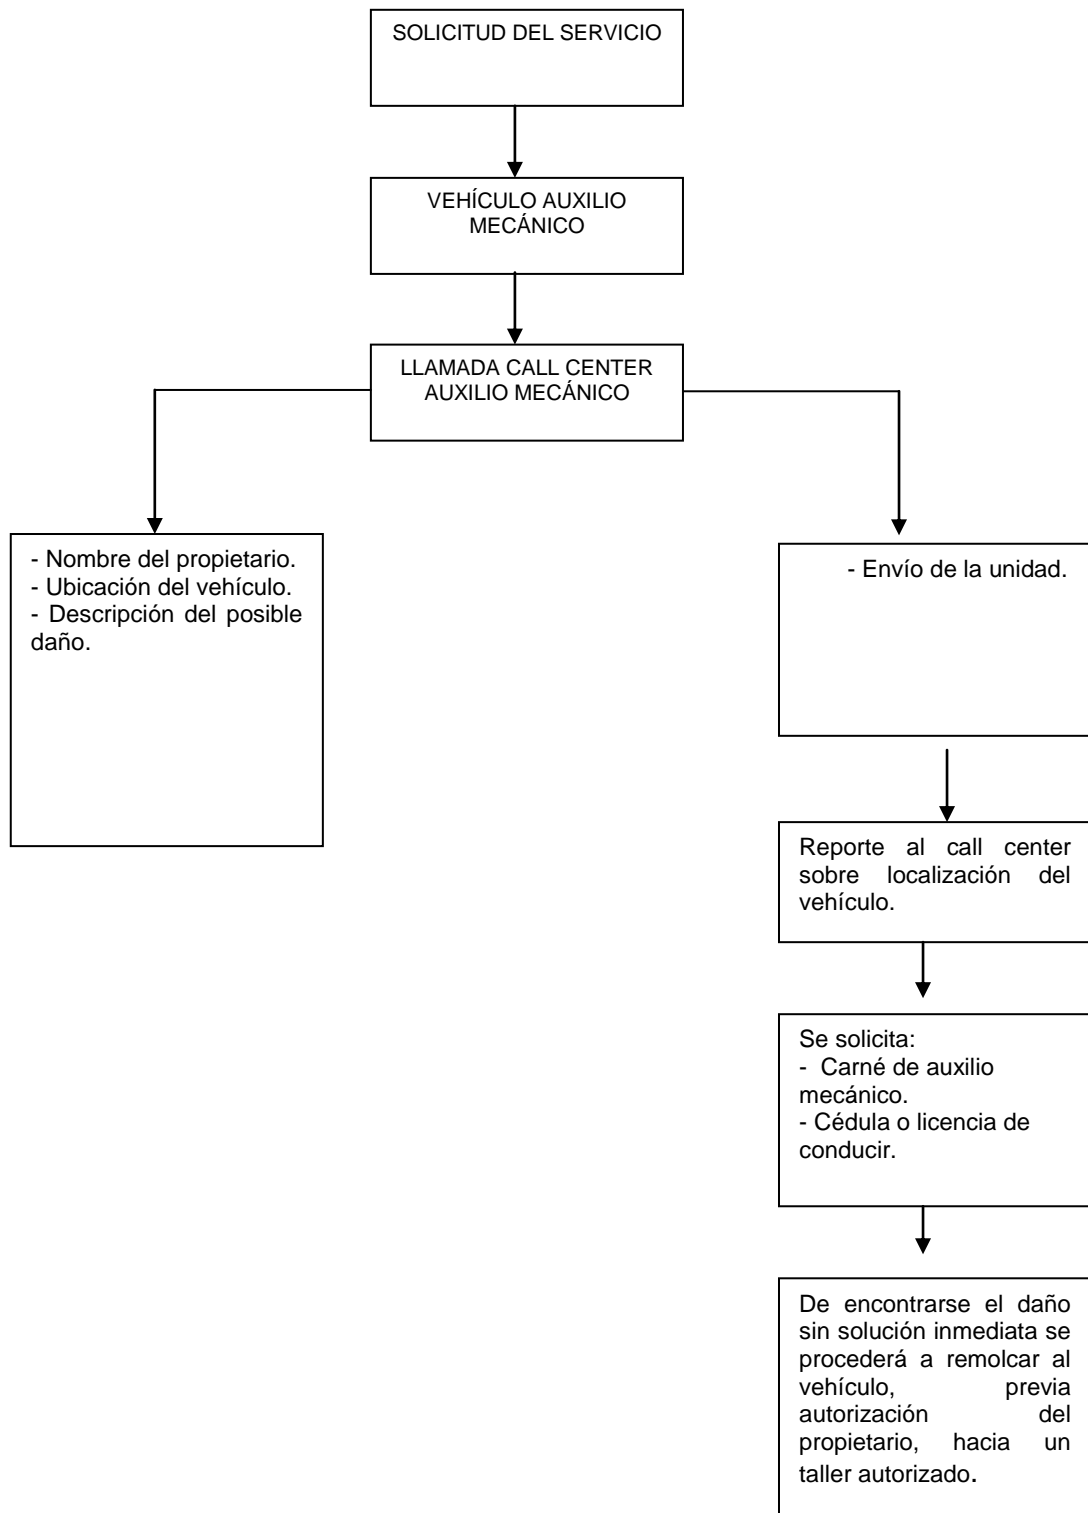 SOLICITUD DEL SERVICIO
VEHÍCULO AUXILIO
MECÁNICO
LLAMADA CALL CENTER
AUXILIO MECÁNICO
- Nombre del propietario.
- Ubicación del vehículo.
- Descripción del posible
daño.
- Envío de la unidad.
Reporte al call center
sobre localización del
vehículo.
Se solicita:
- Carné de auxilio
mecánico.
- Cédula o licencia de
conducir.
De encontrarse el daño
sin solución inmediata se
procederá a remolcar al
vehículo, previa
autorización del
propietario, hacia un
taller autorizado.